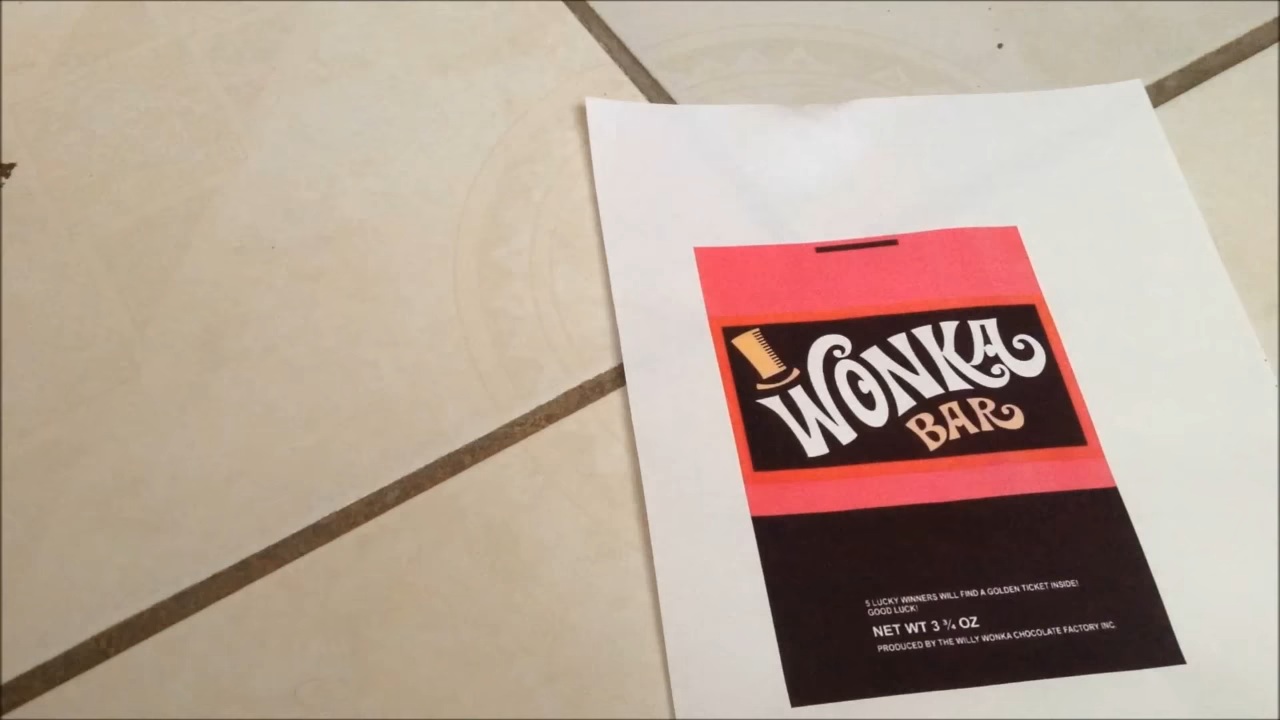 WONKA
BAR
5 LUCKY WINNERS WILL FIND A GOLDEN TICKET INSIDE!
GOOD LUCK!
NET WT 3 ¾ OZ
PRODUCED BY THE WILLY WONKA CHOCOLATE FACTORY INC.